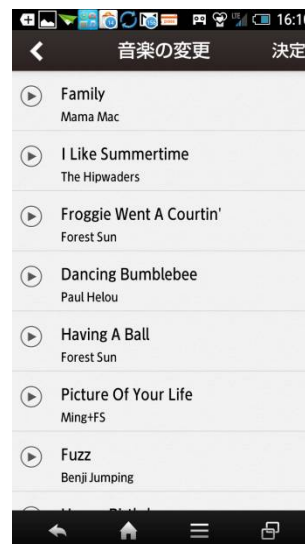 16:10
音楽の変更
決定
Family
Mama Mac
I Like Summertime
The Hipwaders
Froggie Went A Courtin'
Forest Sun
Dancing Bumblebee
Paul Helou
Having A Ball
Forest Sun
Picture Of Your Life
Ming+FS
Fuzz
Benji Jumping